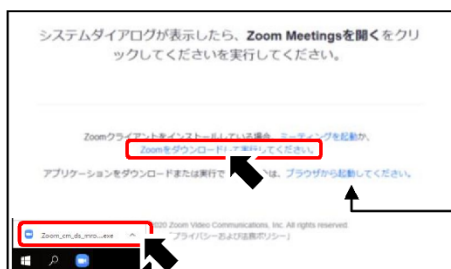 システムダイアログが表示したら、Zoom Meetingsを開くをクリ
ックしてくださいを実行してください。
Zoomクライアントをインストールしている場合、ミーティングを起動か、
Zoomをダウンロードして実行してください。
アプリケーションをダウンロードまたは実行で は、ブラウザから起動してください。
2020 Zoom Video Communications, Inc. All rights reserved.
「プライバシーおよび法務ポリシー」
Zoom_cm_ds_mro....exe